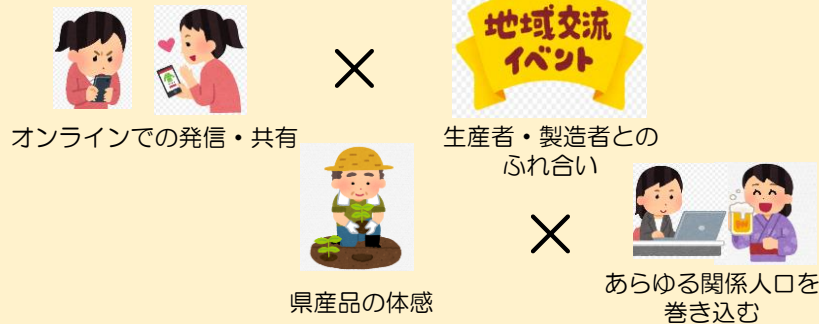 地域交流
イベント
×
オンラインでの発信・共有
生産者・製造者との
ふれ合い
×
県産品の体感
あらゆる関係人口を
巻き込む